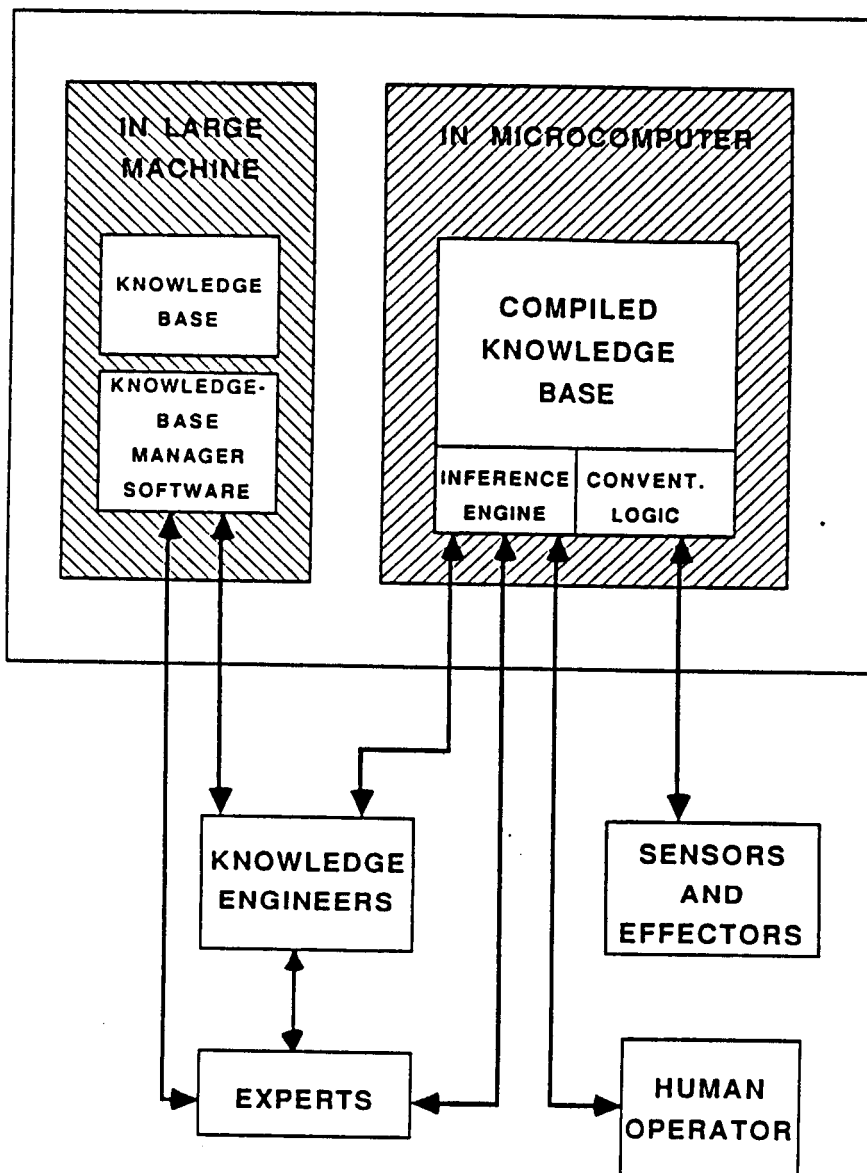 IN LARGE
MACHINE
KNOWLEDGE
BASE
KNOWLEDGE-
BASE
MANAGER
SOFTWARE
IN MICROCOMPUTER
COMPILED
KNOWLEDGE
BASE
INFERENCE
ENGINE
CONVENT.
LOGIC
KNOWLEDGE
ENGINEERS
SENSORS
AND
EFFECTORS
EXPERTS
HUMAN
OPERATOR